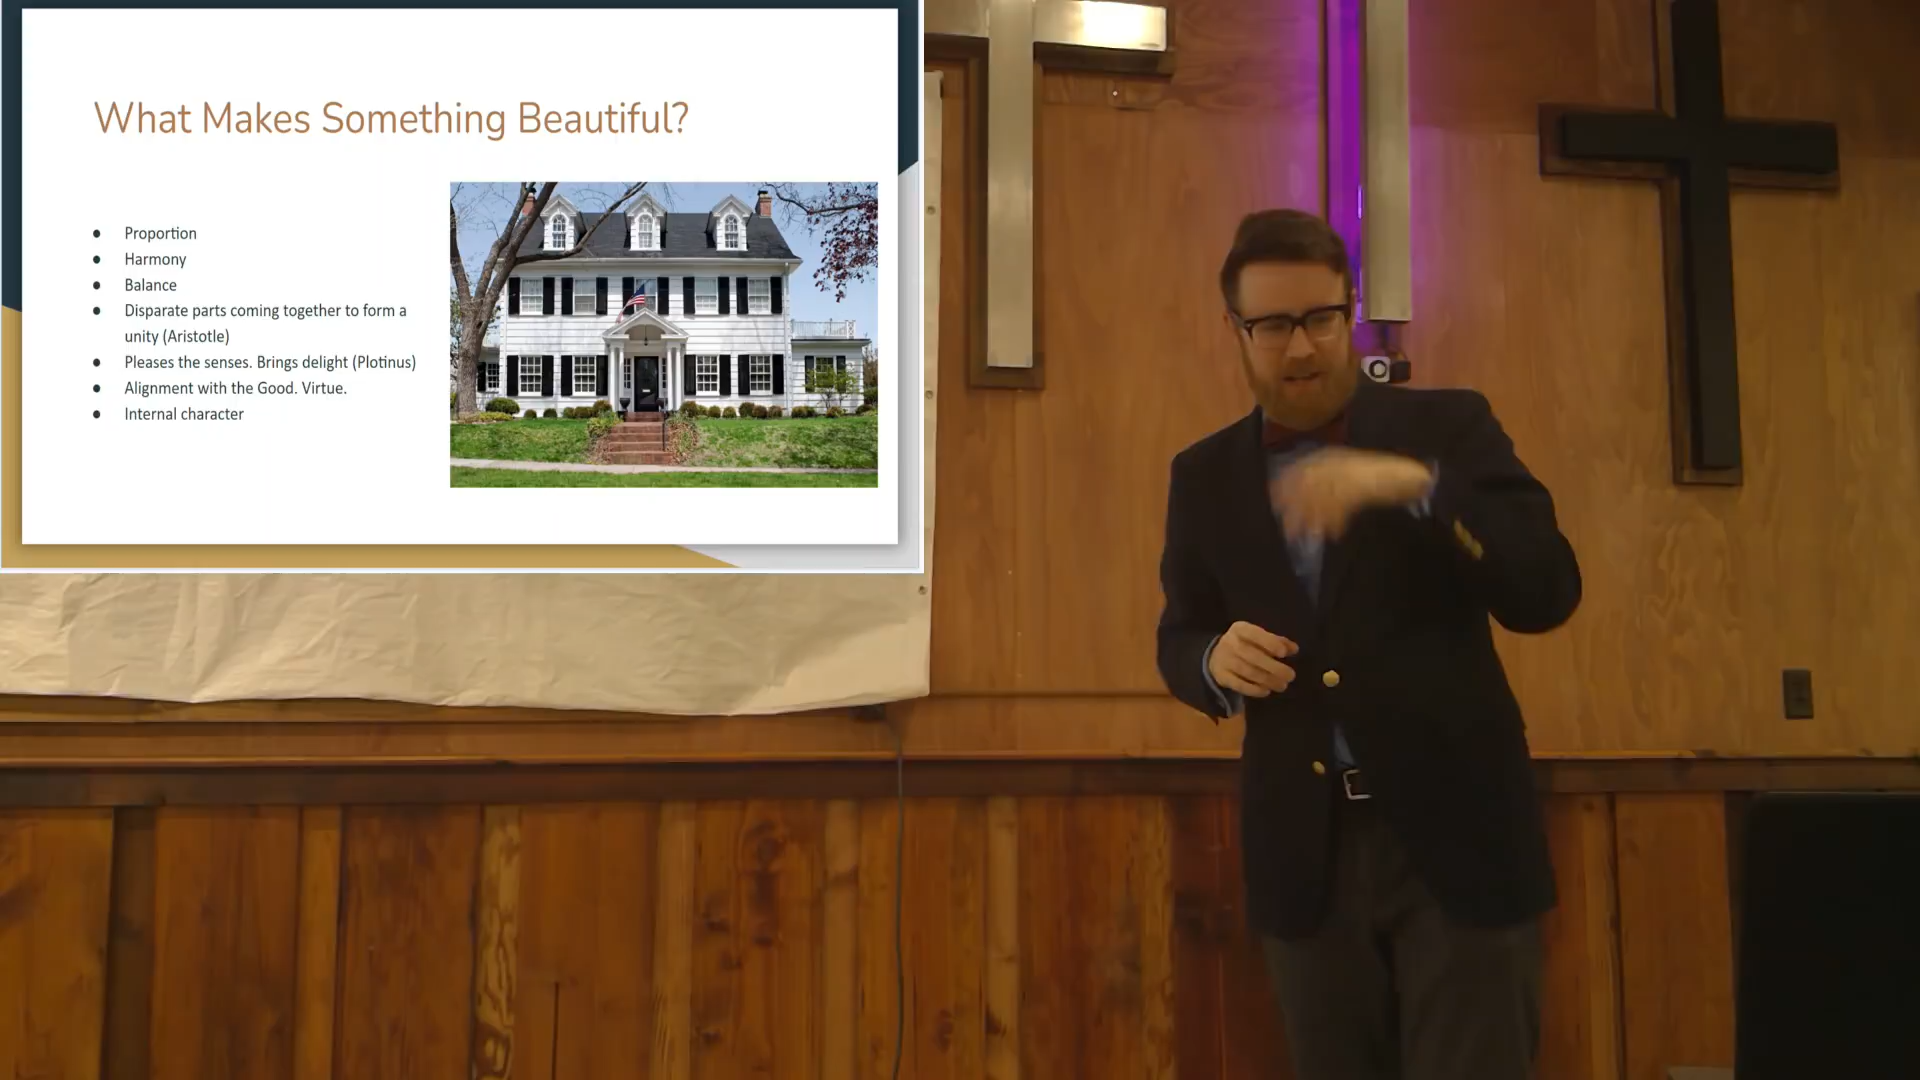 What Makes Something Beautiful?
● Proportion
● Harmony
● Balance
● Disparate parts coming together to form a
unity (Aristotle)
● Pleases the senses. Brings delight (Plotinus)
● Alignment with the Good. Virtue.
● Internal character